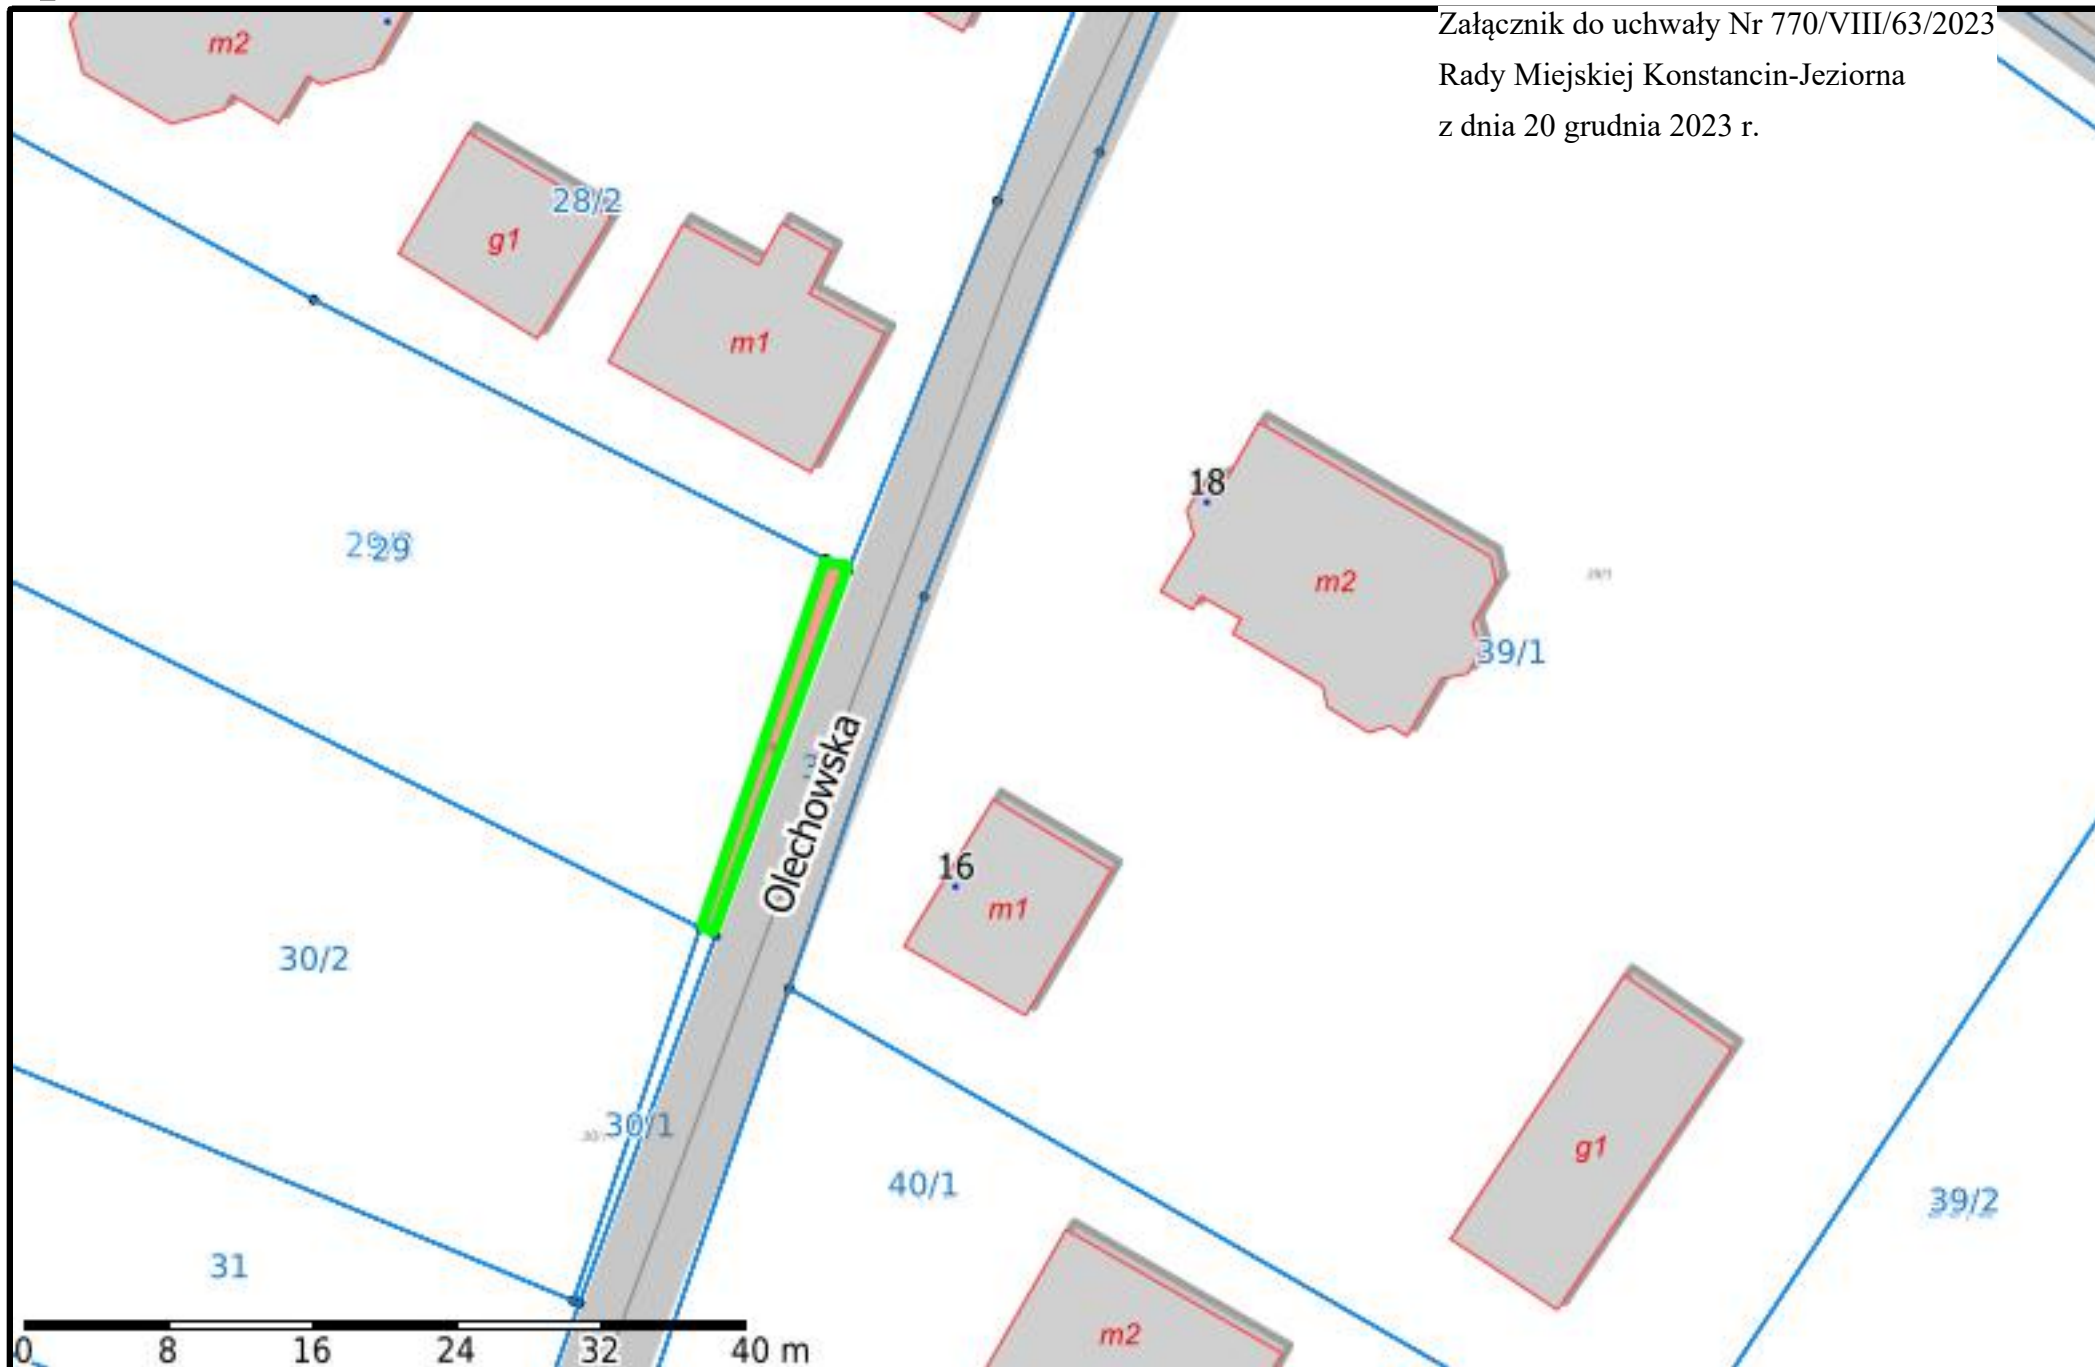 Załącznik do uchwały Nr 770/VIII/63/2023
Rady Miejskiej Konstancin-Jeziorna
z dnia 20 grudnia 2023 r.
m2
28/2
g1
m1
18
29
m2
39/1
Olechowska
16
m1
30/2
30/1
g1
40/1
39/2
31
m2
0 8 16 24 32 40 m